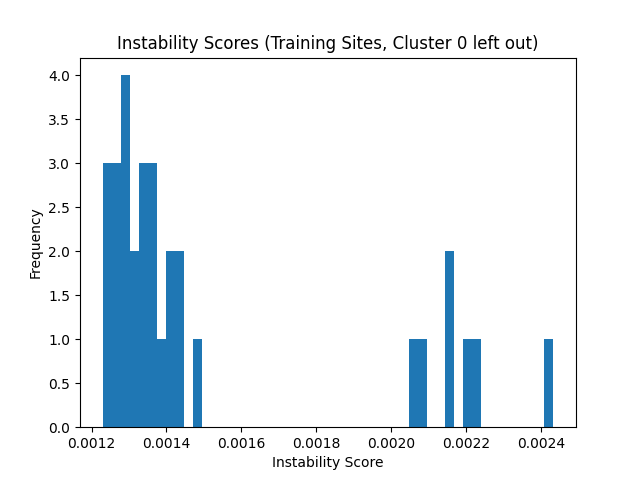 Instability Scores (Training Sites, Cluster 0 left out)
4.0
3.5
3.0
2.5
2.0
1.5
1.0
0.5
0.0
Frequency
0.0012 0.0014 0.0016 0.0018 0.0020 0.0022 0.0024
Instability Score